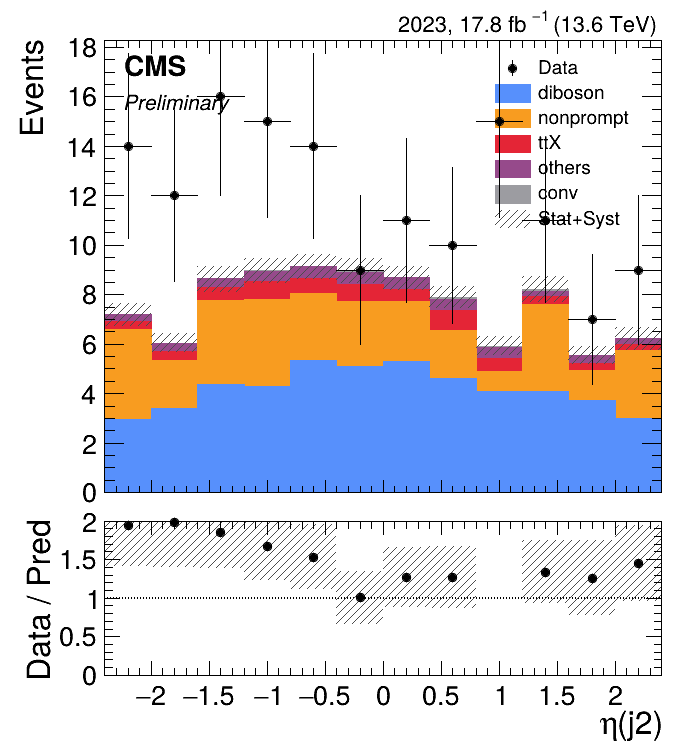 2023, 17.8 fb⁻¹ (13.6 TeV)
CMS
Preliminary
Data
diboson
nonprompt
ttX
others
conv
Stat+Syst
Events
18
16
14
12
10
8
6
4
2
0
Data / Pred
2
1.5
1
0.5
0
−2 −1.5 −1 −0.5 0 0.5 1 1.5 2
η(j2)